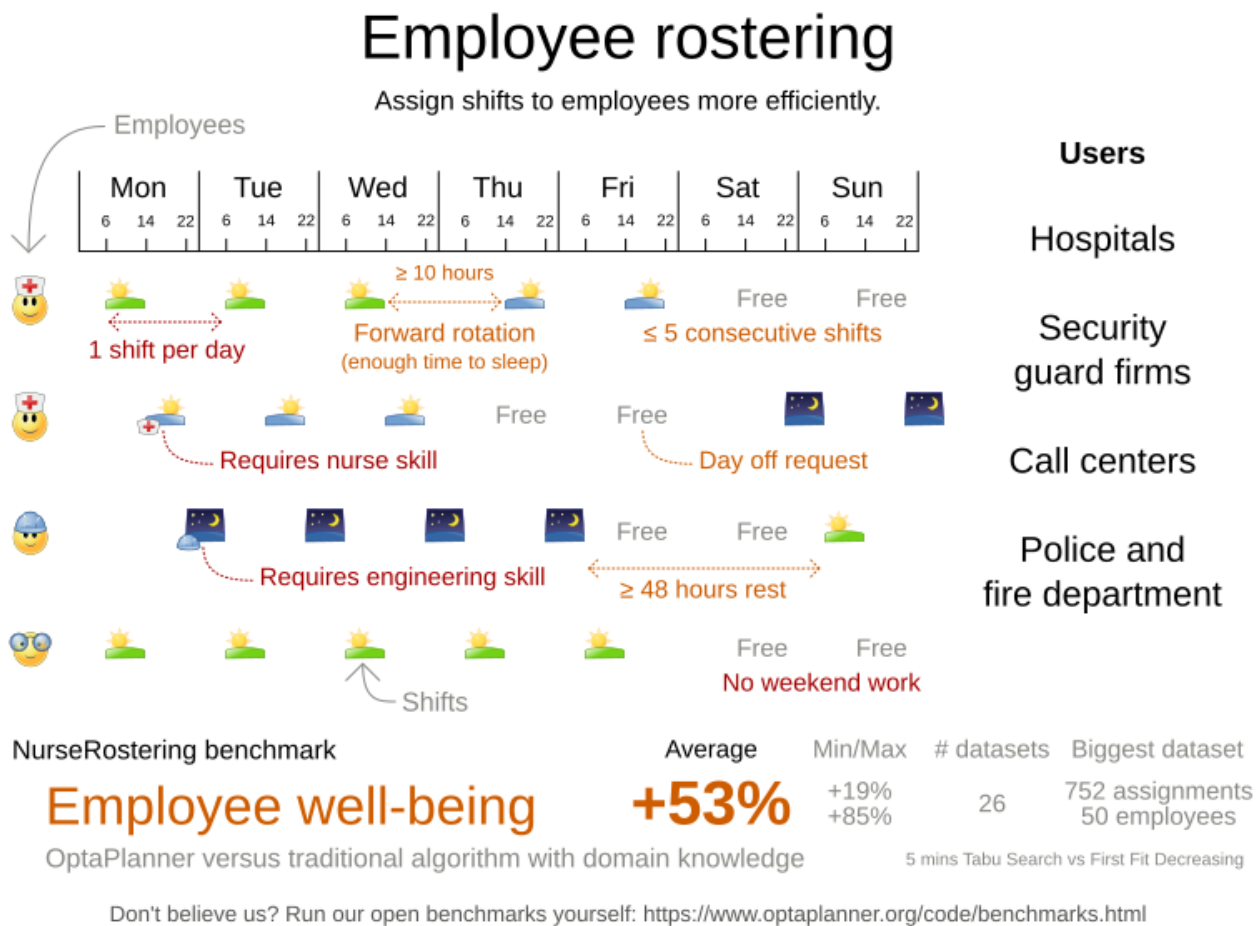 Employee rostering
Assign shifts to employees more efficiently.
Employees
Users
Mon Tue Wed Thu Fri Sat Sun
6 14 22 6 14 22 6 14 22 6 14 22 6 14 22 6 14 22 6 14 22
Hospitals
≥ 10 hours
Free Free
1 shift per day
Forward rotation
(enough time to sleep)
≤ 5 consecutive shifts
Security
guard firms
Free Free
Requires nurse skill
Day off request
Call centers
Free Free
Requires engineering skill
≥ 48 hours rest
Police and
fire department
Free Free
No weekend work
Shifts
NurseRostering benchmark
Average Min/Max # datasets Biggest dataset
Employee well-being
+53%
+19%
+85%
26
752 assignments
50 employees
OptaPlanner versus traditional algorithm with domain knowledge
5 mins Tabu Search vs First Fit Decreasing
Don't believe us? Run our open benchmarks yourself: https://www.optaplanner.org/code/benchmarks.html